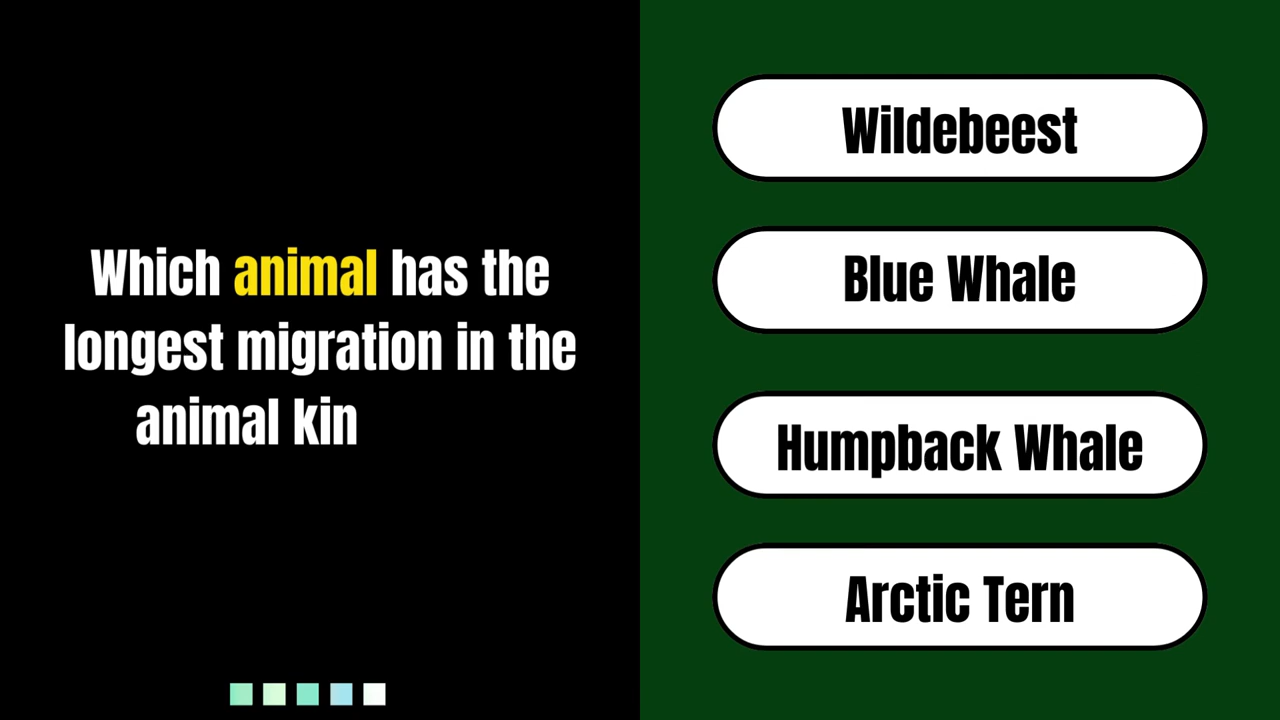 Which animal has the
longest migration in the
animal kin
Wildebeest
Blue Whale
Humpback Whale
Arctic Tern